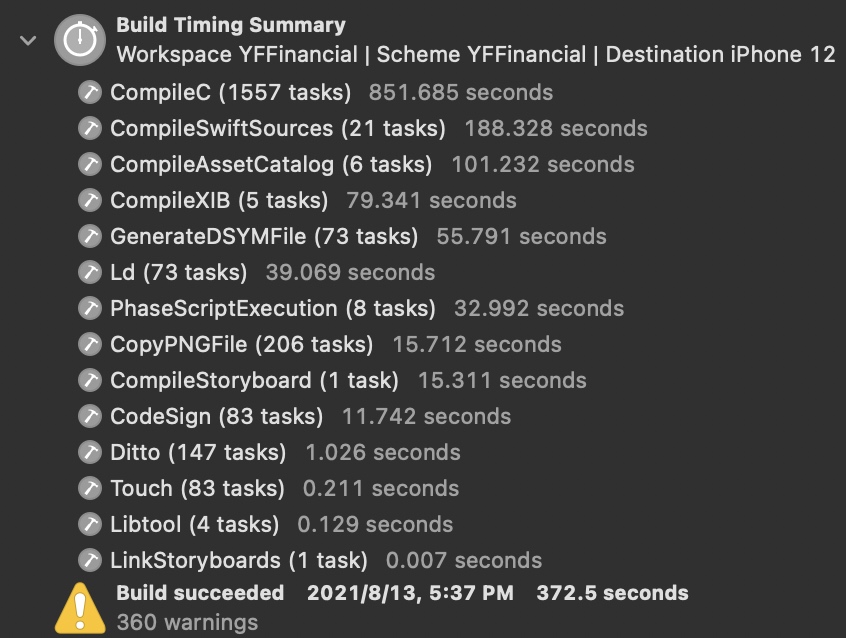 Build Timing Summary
Workspace YFFinancial | Scheme YFFinancial | Destination iPhone 12
CompileC (1557 tasks) 851.685 seconds
CompileSwiftSources (21 tasks) 188.328 seconds
CompileAssetCatalog (6 tasks) 101.232 seconds
CompileXIB (5 tasks) 79.341 seconds
GenerateDSYMFile (73 tasks) 55.791 seconds
Ld (73 tasks) 39.069 seconds
PhaseScriptExecution (8 tasks) 32.992 seconds
CopyPNGFile (206 tasks) 15.712 seconds
CompileStoryboard (1 task) 15.311 seconds
CodeSign (83 tasks) 11.742 seconds
Ditto (147 tasks) 1.026 seconds
Touch (83 tasks) 0.211 seconds
Libtool (4 tasks) 0.129 seconds
LinkStoryboards (1 task) 0.007 seconds
Build succeeded 2021/8/13, 5:37 PM 372.5 seconds
360 warnings